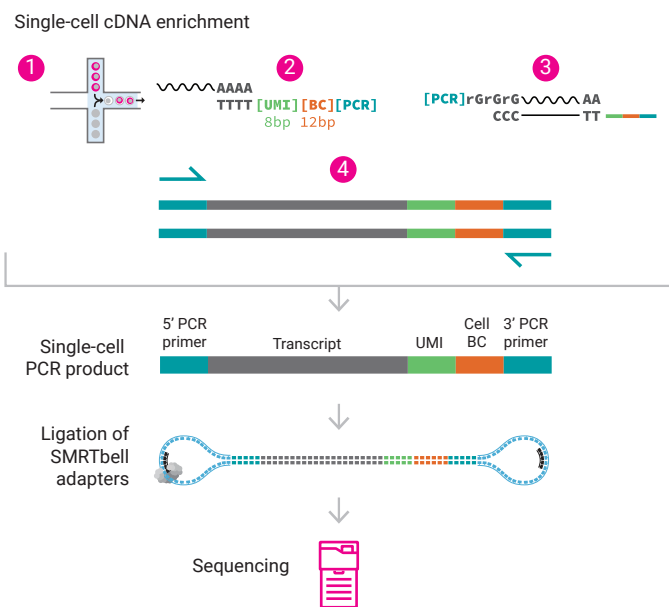 Single-cell cDNA enrichment
1
2
3
AAAA
TTTT[UMI][BC][PCR]
8bp 12bp
[PCR]rGrGrG AA
CCC TT
4
5’ PCR primer
Transcript
UMI
Cell BC
3’ PCR primer
Single-cell
PCR product
Ligation of
SMRTbell
adapters
Sequencing